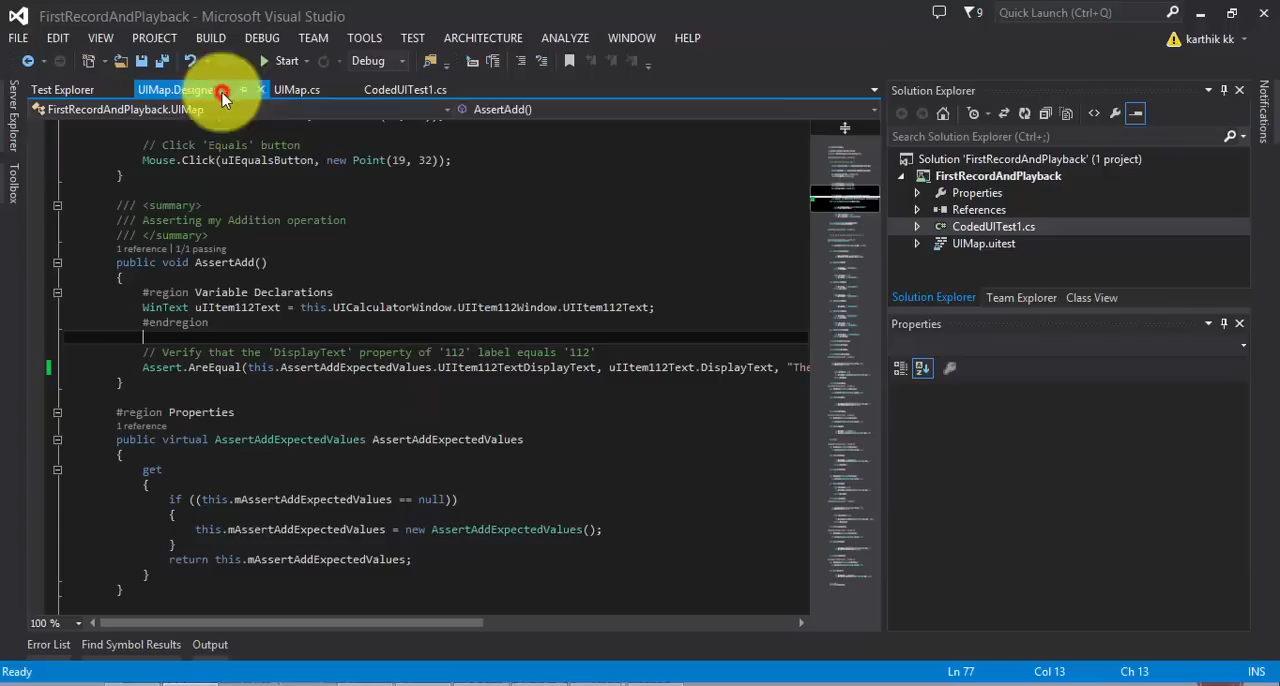 FirstRecordAndPlayback - Microsoft Visual Studio
9
Quick Launch (Ctrl+Q)
FILE EDIT VIEW PROJECT BUILD DEBUG TEAM TOOLS TEST ARCHITECTURE ANALYZE WINDOW HELP
karthik kk
Start Debug
Server Explorer
Toolbox
Notifications
Test Explorer UIMap.Designe UIMap.cs CodedUITest1.cs
FirstRecordAndPlayback.UIMap AssertAdd()
// Click 'Equals' button
Mouse.Click(uIEqualsButton, new Point(19, 32));
}
/// <summary>
/// Asserting my Addition operation
/// </summary>
1 reference | 1/1 passing
public void AssertAdd()
{
#region Variable Declarations
WinText uIItem112Text = this.UICalculatorWindow.UIItem112Window.UIItem112Text;
#endregion
// Verify that the 'DisplayText' property of '112' label equals '112'
Assert.AreEqual(this.AssertAddExpectedValues.UIItem112TextDisplayText, uIItem112Text.DisplayText, "The
}
#region Properties
1 reference
public virtual AssertAddExpectedValues AssertAddExpectedValues
{
get
{
if ((this.mAssertAddExpectedValues == null))
{
this.mAssertAddExpectedValues = new AssertAddExpectedValues();
}
return this.mAssertAddExpectedValues;
}
}
100 %
Error List Find Symbol Results Output
Solution Explorer
Search Solution Explorer (Ctrl+;)
Solution 'FirstRecordAndPlayback' (1 project)
FirstRecordAndPlayback
Properties
References
C# CodedUITest1.cs
UIMap.uitest
Solution Explorer Team Explorer Class View
Properties
Ready Ln 77 Col 13 Ch 13 INS